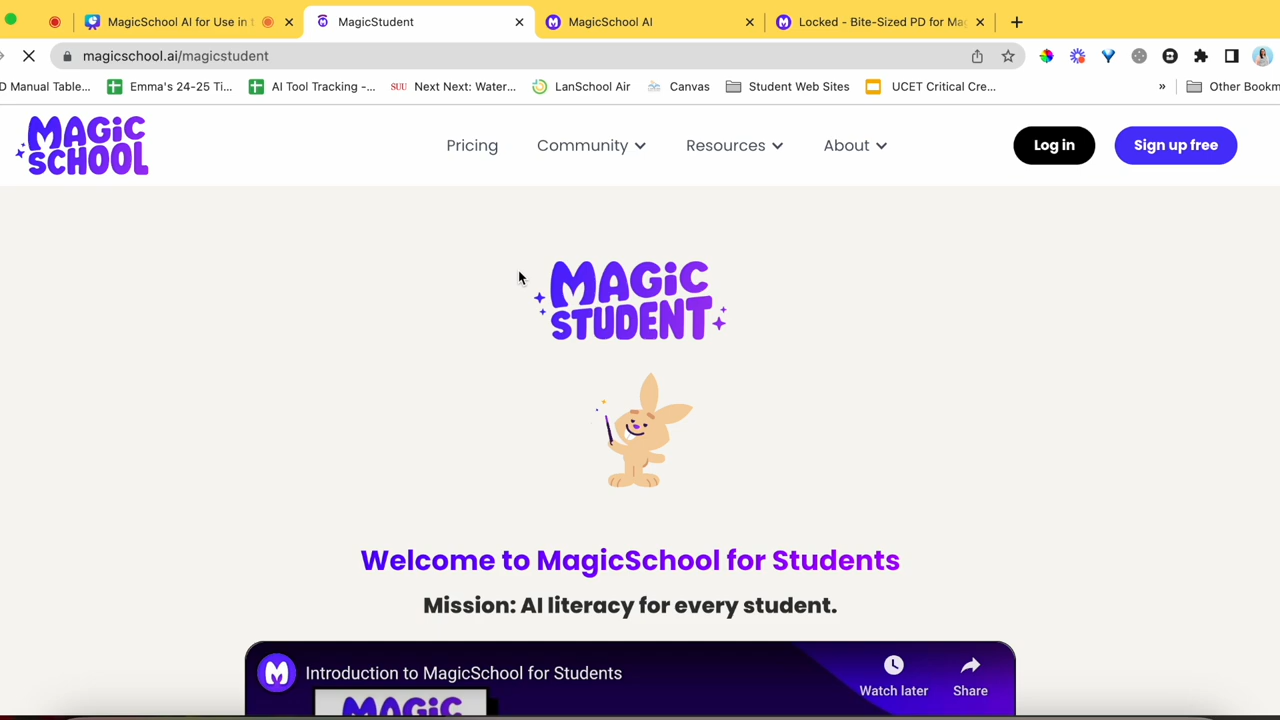 MagicSchool AI for Use in t
MagicStudent
MagicSchool AI
Locked - Bite-Sized PD for Mag
magicschool.ai/magicstudent
D Manual Table...
Emma's 24-25 Ti...
AI Tool Tracking -...
SUU Next Next: Water...
LanSchool Air
Canvas
Student Web Sites
UCET Critical Cre...
»
Other Bookm
MAGIC
SCHOOL
Pricing
Community
Resources
About
Log in
Sign up free
MAGIC
STUDENT
Welcome to MagicSchool for Students
Mission: AI literacy for every student.
M Introduction to MagicSchool for Students
Watch later
Share
MAGIC